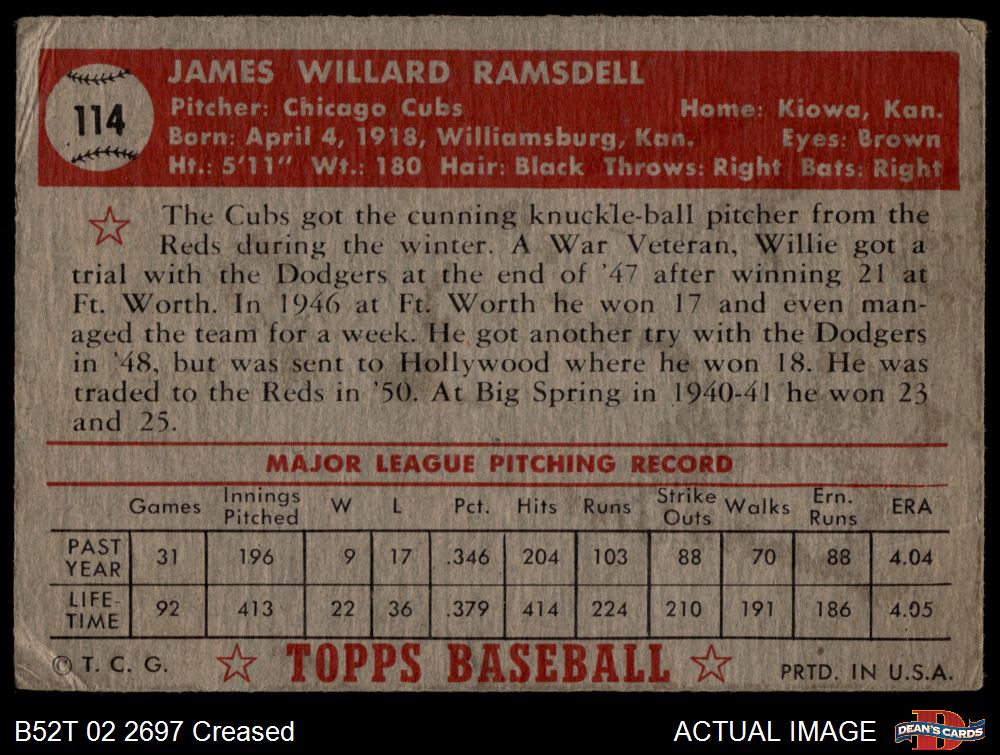 114
JAMES WILLARD RAMSDELL
Pitcher: Chicago Cubs Home: Kiowa, Kan.
Born: April 4, 1918, Williamsburg, Kan. Eyes: Brown
Ht.: 5'11" Wt.: 180 Hair: Black Throws: Right Bats: Right
The Cubs got the cunning knuckle-ball pitcher from the
Reds during the winter. A War Veteran, Willie got a
trial with the Dodgers at the end of '47 after winning 21 at
Ft. Worth. In 1946 at Ft. Worth he won 17 and even man-
aged the team for a week. He got another try with the Dodgers
in '48, but was sent to Hollywood where he won 18. He was
traded to the Reds in '50. At Big Spring in 1940-41 he won 23
and 25.
MAJOR LEAGUE PITCHING RECORD
Games Innings Pitched W L Pct. Hits Runs Strike Outs Walks Ern. Runs ERA
PAST YEAR 31 196 9 17 .346 204 103 88 70 88 4.04
LIFE-TIME 92 413 22 36 .379 414 224 210 191 186 4.05
© T. C. G. TOPPS BASEBALL PRTD. IN U.S.A.
B52T 02 2697 Creased ACTUAL IMAGE DEAN'S CARDS